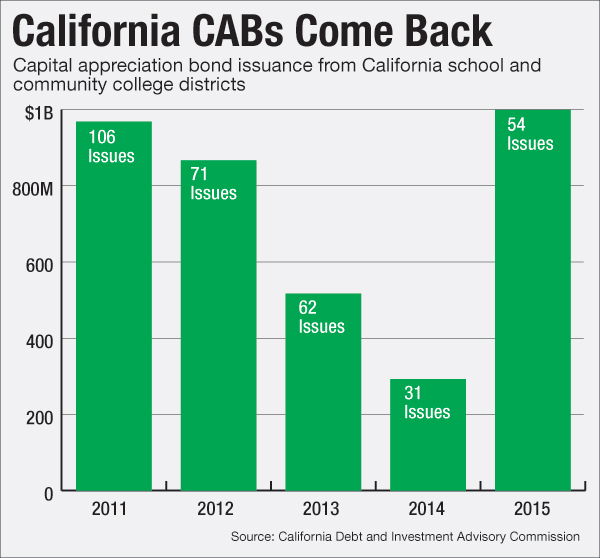 California CABs Come Back
Capital appreciation bond issuance from California school and
community college districts
$1B
800M
600
400
200
0
106
Issues
71
Issues
62
Issues
31
Issues
54
Issues
2011
2012
2013
2014
2015
Source: California Debt and Investment Advisory Commission